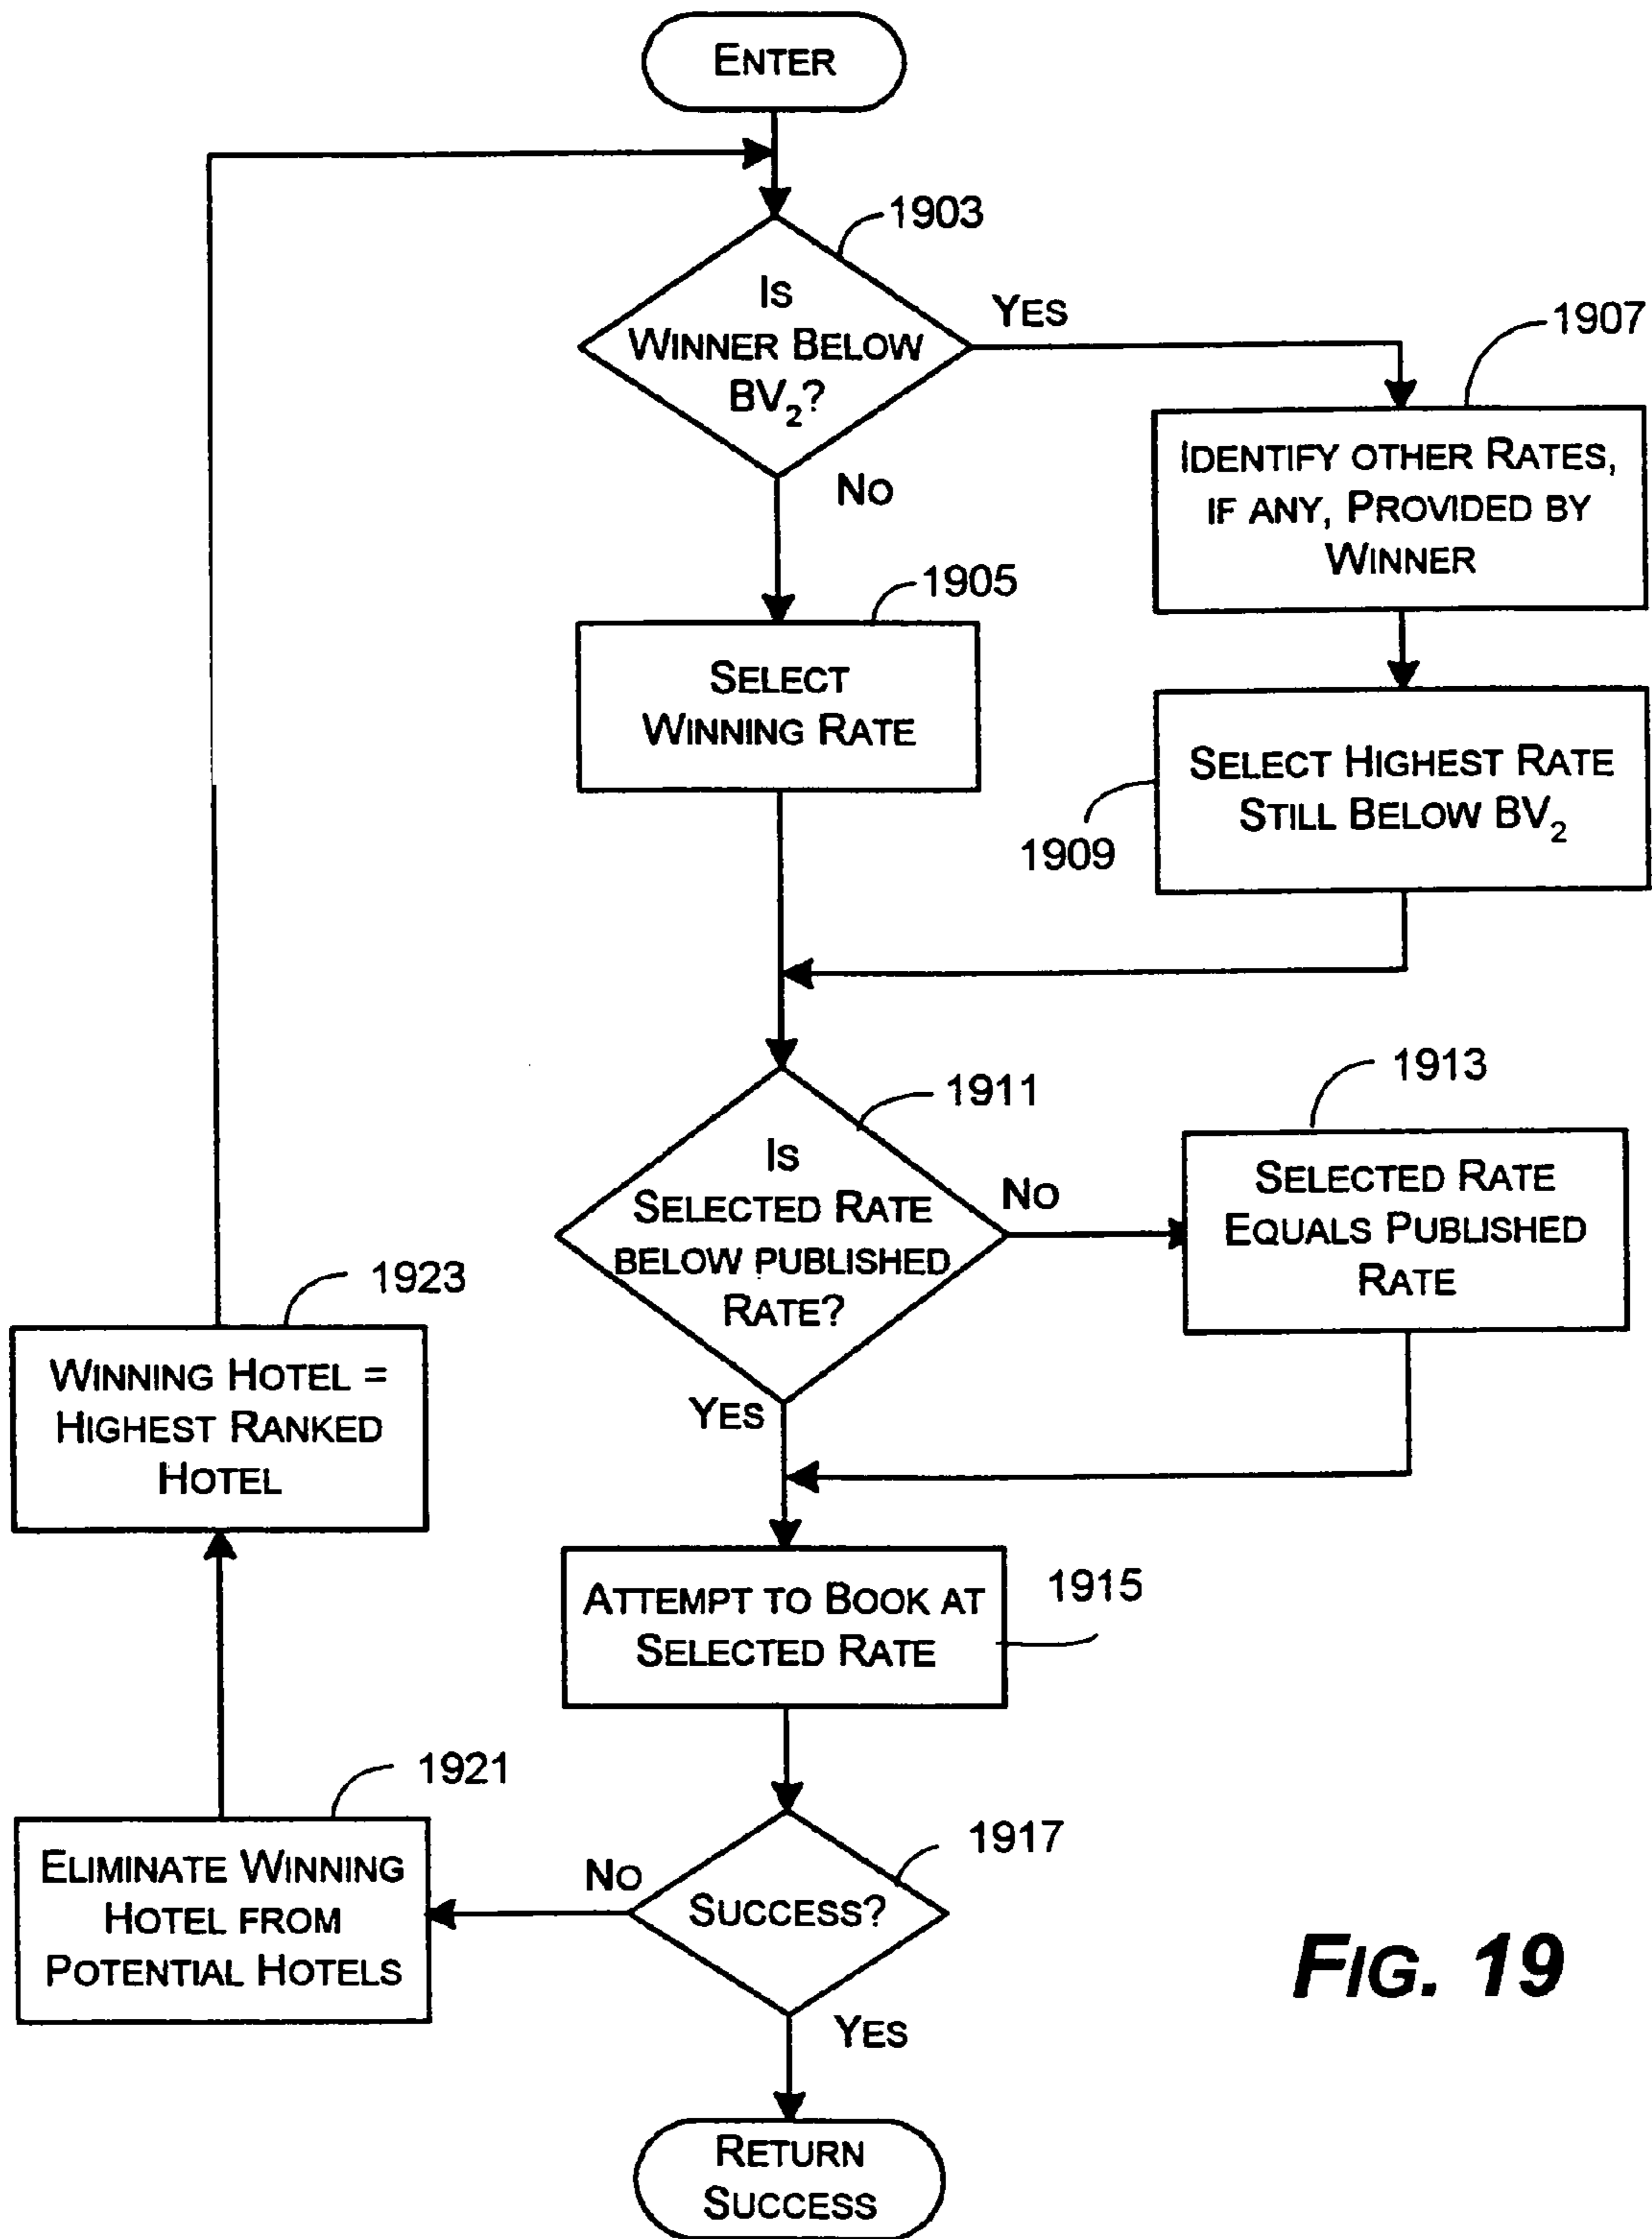 ENTER
1903
IS
WINNER BELOW
BV₂?
YES
NO
1907
IDENTIFY OTHER RATES,
IF ANY, PROVIDED BY
WINNER
1905
SELECT
WINNING RATE
SELECT HIGHEST RATE
STILL BELOW BV₂
1909
1911
IS
SELECTED RATE
BELOW PUBLISHED
RATE?
NO
YES
1913
SELECTED RATE
EQUALS PUBLISHED
RATE
1923
WINNING HOTEL =
HIGHEST RANKED
HOTEL
ATTEMPT TO BOOK AT
SELECTED RATE
1915
1921
ELIMINATE WINNING
HOTEL FROM
POTENTIAL HOTELS
NO
1917
SUCCESS?
YES
RETURN
SUCCESS
FIG. 19